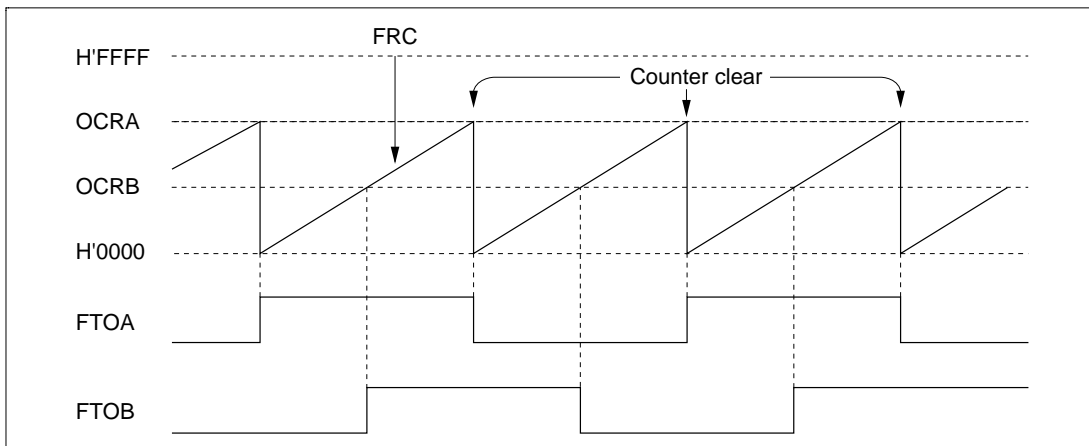 FRC
H'FFFF
Counter clear
OCRA
OCRB
H'0000
FTOA
FTOB